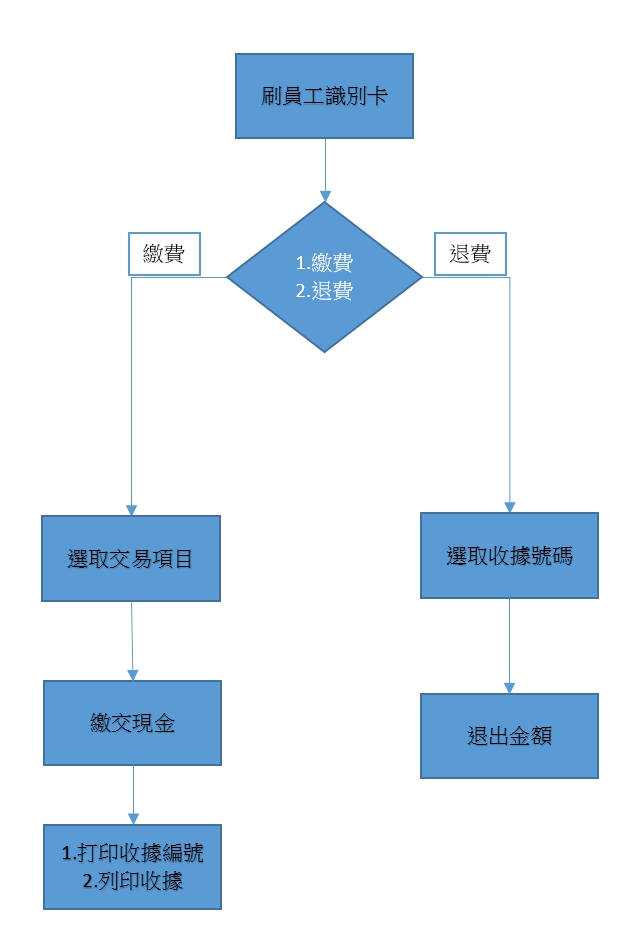 刷員工識別卡
繳費
1.繳費
2.退費
退費
選取交易項目
選取收據號碼
繳交現金
退出金額
1.打印收據編號
2.列印收據